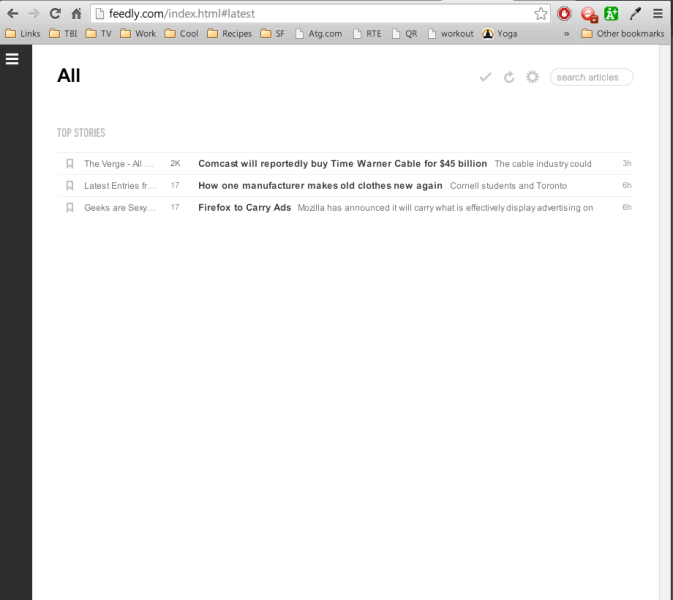 feedly.com/index.html#latest
Links TBI TV Work Cool Recipes SF Atg.com RTE QR workout Yoga » Other bookmarks
All
search articles
TOP STORIES
The Verge - All ... 2K Comcast will reportedly buy Time Warner Cable for $45 billion The cable industry could 3h
Latest Entries fr... 17 How one manufacturer makes old clothes new again Cornell students and Toronto 6h
Geeks are Sexy... 17 Firefox to Carry Ads Mozilla has announced it will carry what is effectively display advertising on 6h